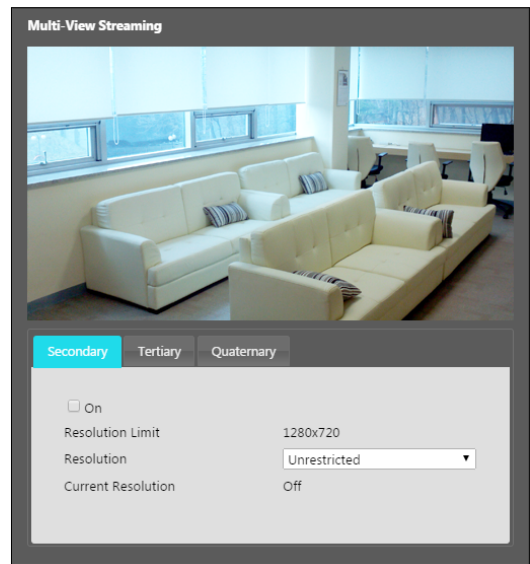 Multi-View Streaming
Secondary Tertiary Quaternary
On
Resolution Limit 1280x720
Resolution Unrestricted
Current Resolution Off